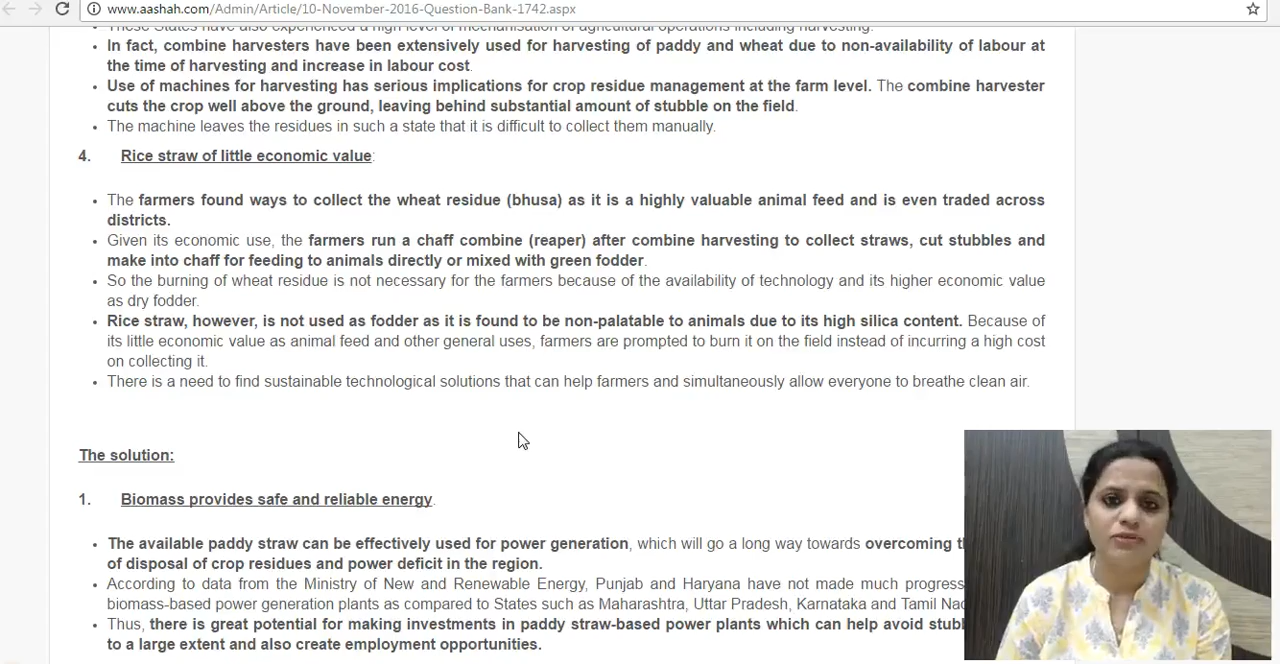 www.aashah.com/Admin/Article/10-November-2016-Question-Bank-1742.aspx
These States have also experienced a high level of mechanisation of agricultural operations including harvesting.
• In fact, combine harvesters have been extensively used for harvesting of paddy and wheat due to non-availability of labour at
the time of harvesting and increase in labour cost.
• Use of machines for harvesting has serious implications for crop residue management at the farm level. The combine harvester
cuts the crop well above the ground, leaving behind substantial amount of stubble on the field.
• The machine leaves the residues in such a state that it is difficult to collect them manually.
4. Rice straw of little economic value:
• The farmers found ways to collect the wheat residue (bhusa) as it is a highly valuable animal feed and is even traded across
districts.
• Given its economic use, the farmers run a chaff combine (reaper) after combine harvesting to collect straws, cut stubbles and
make into chaff for feeding to animals directly or mixed with green fodder.
• So the burning of wheat residue is not necessary for the farmers because of the availability of technology and its higher economic value
as dry fodder.
• Rice straw, however, is not used as fodder as it is found to be non-palatable to animals due to its high silica content. Because of
its little economic value as animal feed and other general uses, farmers are prompted to burn it on the field instead of incurring a high cost
on collecting it.
• There is a need to find sustainable technological solutions that can help farmers and simultaneously allow everyone to breathe clean air.
The solution:
1. Biomass provides safe and reliable energy.
• The available paddy straw can be effectively used for power generation, which will go a long way towards overcoming
of disposal of crop residues and power deficit in the region.
• According to data from the Ministry of New and Renewable Energy, Punjab and Haryana have not made much progress
biomass-based power generation plants as compared to States such as Maharashtra, Uttar Pradesh, Karnataka and Tamil
• Thus, there is great potential for making investments in paddy straw-based power plants which can help avoid
to a large extent and also create employment opportunities.